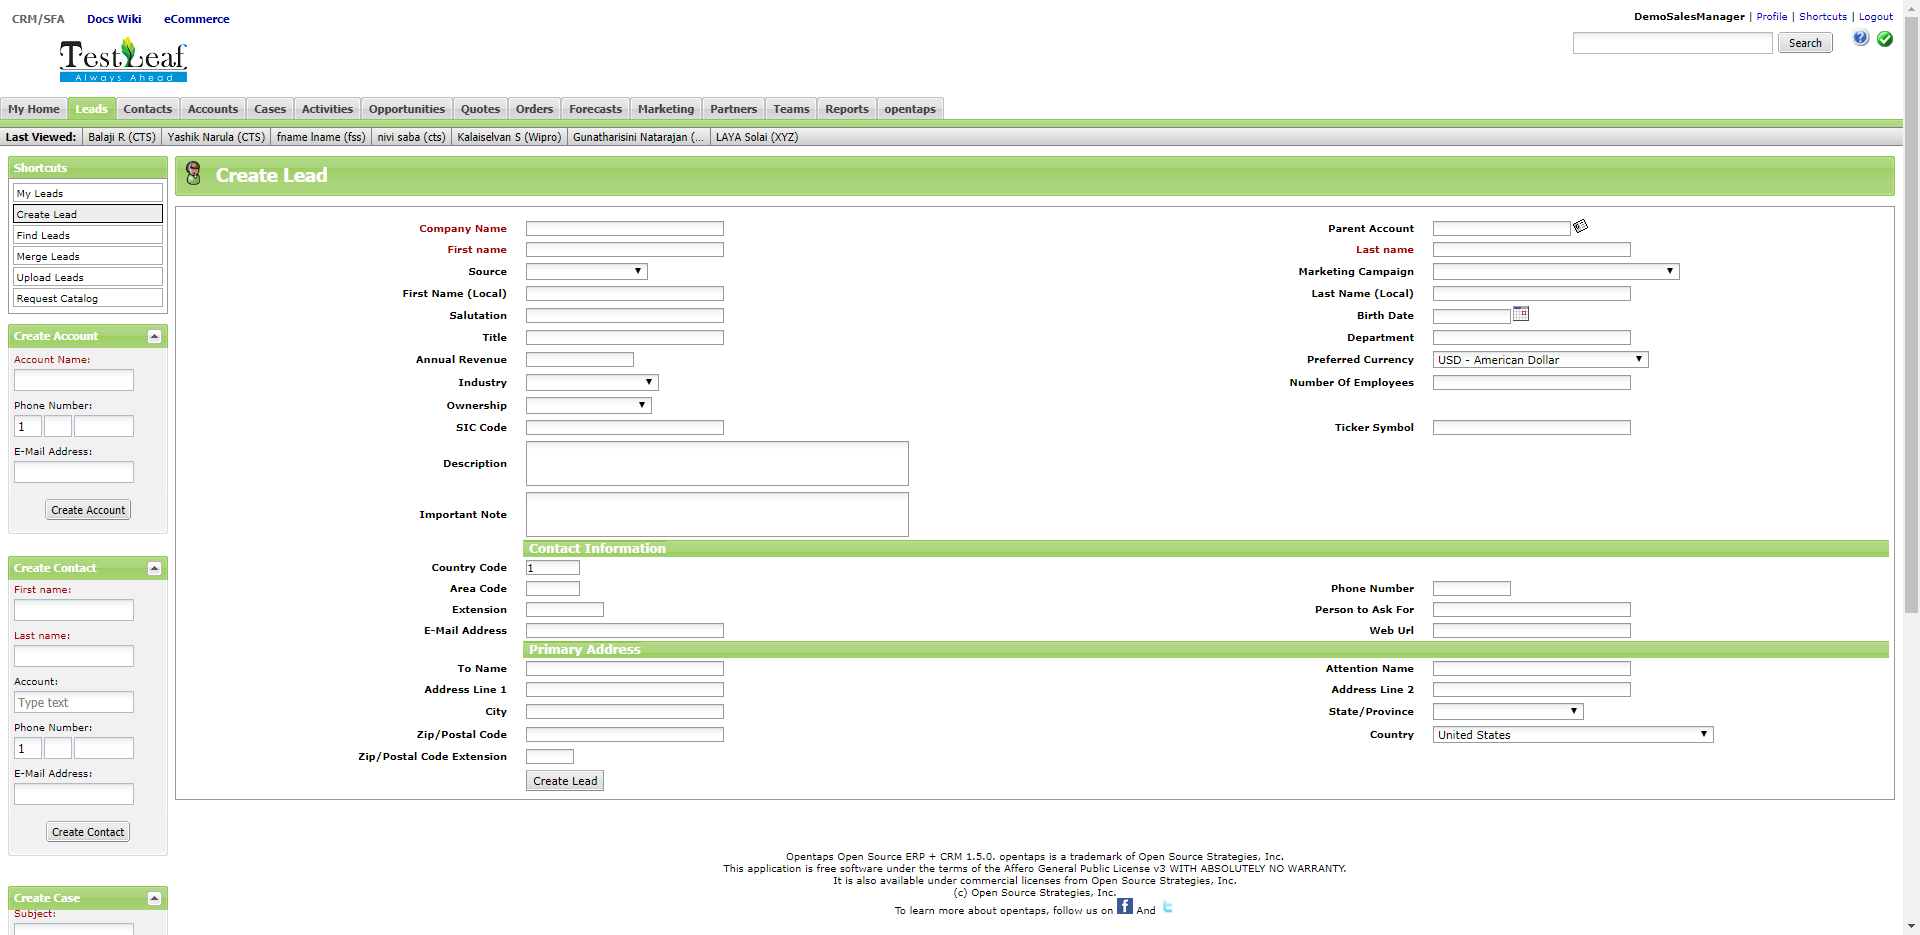 CRM/SFA Docs Wiki eCommerce
DemoSalesManager | Profile | Shortcuts | Logout
TestLeaf
Always Ahead
Search
My Home Leads Contacts Accounts Cases Activities Opportunities Quotes Orders Forecasts Marketing Partners Teams Reports opentaps
Last Viewed: Balaji R (CTS) Yashik Narula (CTS) fname lname (fss) nivi saba (cts) Kalaiselvan S (Wipro) Gunatharisini Natarajan (... LAYA Solai (XYZ)
Shortcuts
My Leads
Create Lead
Find Leads
Merge Leads
Upload Leads
Request Catalog
Create Account
Account Name:
Phone Number:
1
E-Mail Address:
Create Account
Create Contact
First name:
Last name:
Account:
Type text
Phone Number:
1
E-Mail Address:
Create Contact
Create Case
Subject:
Create Lead
Company Name Parent Account
First name Last name
Source Marketing Campaign
First Name (Local) Last Name (Local)
Salutation Birth Date
Title Department
Annual Revenue Preferred Currency USD - American Dollar
Industry Number Of Employees
Ownership
SIC Code Ticker Symbol
Description
Important Note
Contact Information
Country Code 1
Area Code Phone Number
Extension Person to Ask For
E-Mail Address Web Url
Primary Address
To Name Attention Name
Address Line 1 Address Line 2
City State/Province
Zip/Postal Code Country United States
Zip/Postal Code Extension
Create Lead
Opentaps Open Source ERP + CRM 1.5.0. opentaps is a trademark of Open Source Strategies, Inc.
This application is free software under the terms of the Affero General Public License v3 WITH ABSOLUTELY NO WARRANTY.
It is also available under commercial licenses from Open Source Strategies, Inc.
(c) Open Source Strategies, Inc.
To learn more about opentaps, follow us on f And t